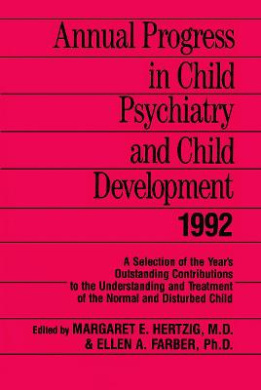 Annual Progress
in Child
Psychiatry
and Child
Development
1992
A Selection of the Year's
Outstanding Contributions
to the Understanding and Treatment
of the Normal and Disturbed Child
Edited by MARGARET E. HERTZIG, M.D.
& ELLEN A. FARBER, Ph.D.